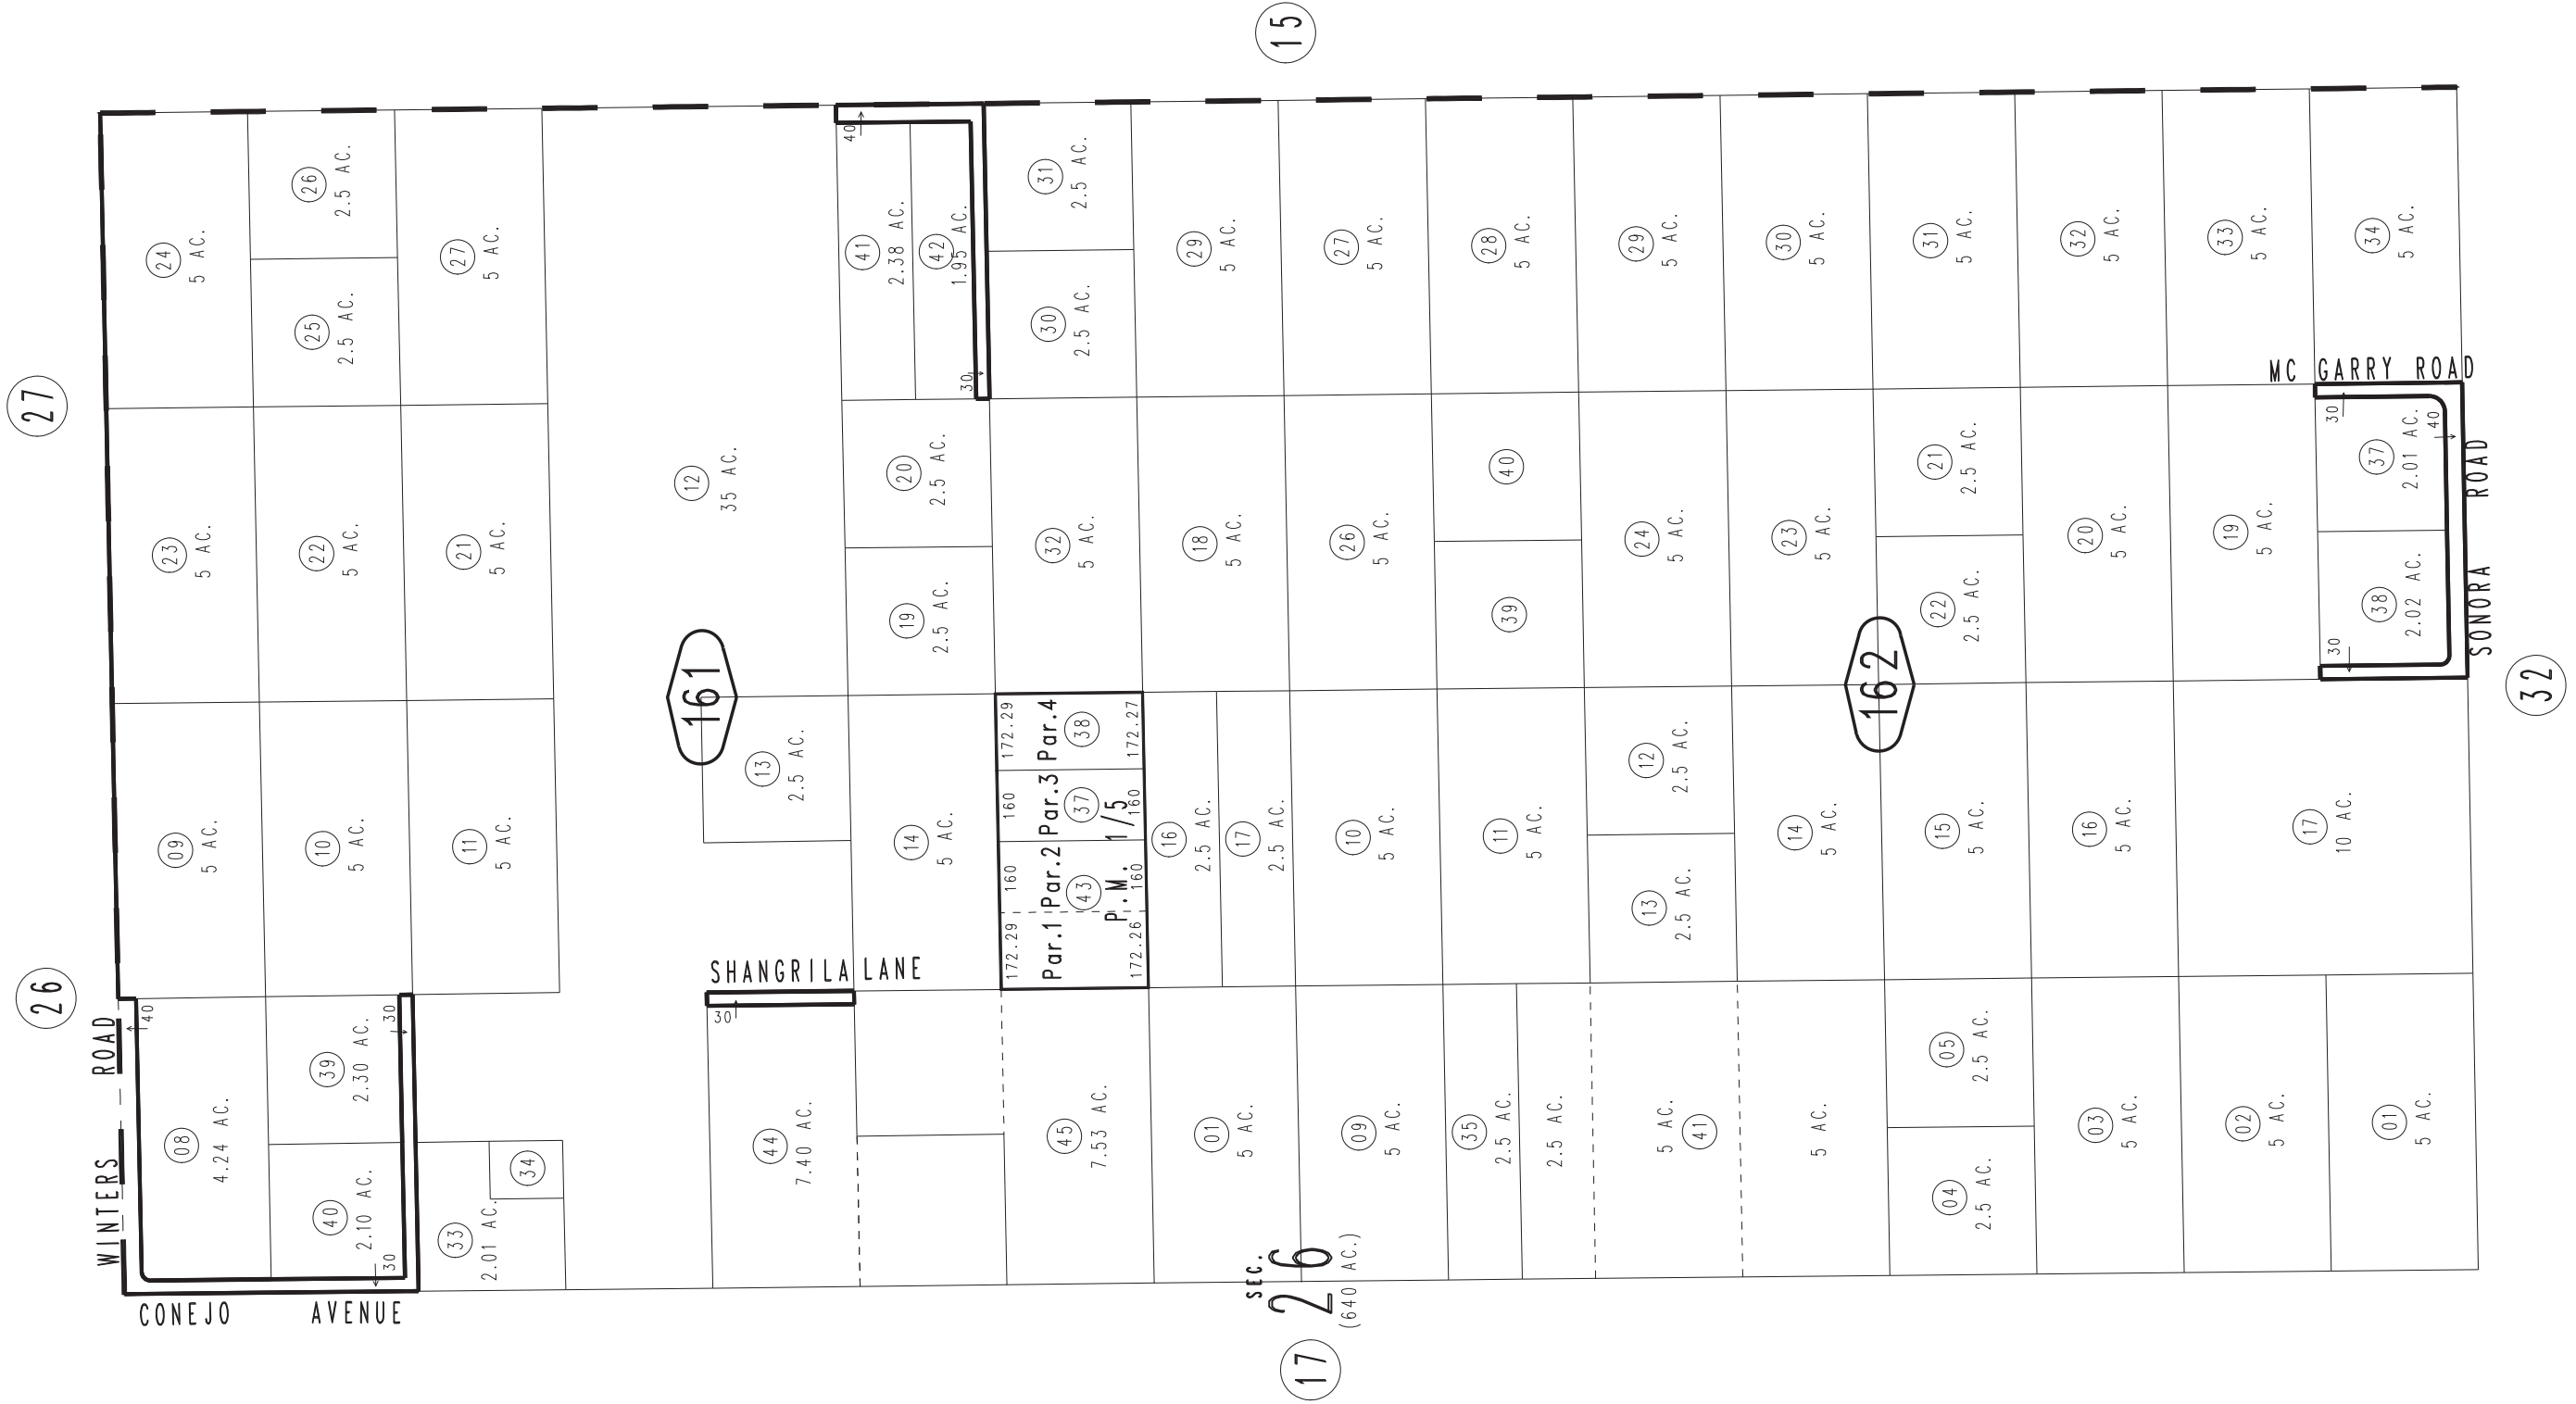 15
27
26
32
17
24
5 AC.
26
2.5 AC.
25
2.5 AC.
27
5 AC.
40
41
2.38 AC.
42
1.95 AC.
30
31
2.5 AC.
30
2.5 AC.
29
5 AC.
27
5 AC.
28
5 AC.
29
5 AC.
30
5 AC.
31
5 AC.
32
5 AC.
33
5 AC.
34
5 AC.
MC GARRY ROAD
23
5 AC.
22
5 AC.
21
5 AC.
12
35 AC.
20
2.5 AC.
19
2.5 AC.
32
5 AC.
18
5 AC.
26
5 AC.
40
39
24
5 AC.
23
5 AC.
21
2.5 AC.
22
2.5 AC.
20
5 AC.
19
5 AC.
30
40
37
2.01 AC.
38
2.02 AC.
30
SONORA ROAD
161
162
09
5 AC.
10
5 AC.
11
5 AC.
13
2.5 AC.
14
5 AC.
172.29
Par.4
38
172.27
160
Par.3
37
160
160
Par.2
43
160
172.29
Par.1
172.26
P.M. 1/5
16
2.5 AC.
17
2.5 AC.
10
5 AC.
11
5 AC.
12
2.5 AC.
13
2.5 AC.
14
5 AC.
15
5 AC.
16
5 AC.
17
10 AC.
SHANGRILA LANE
30
WINTERS ROAD
40
08
4.24 AC.
39
2.30 AC.
30
40
2.10 AC.
30
33
2.01 AC.
34
44
7.40 AC.
45
7.53 AC.
01
5 AC.
09
5 AC.
35
2.5 AC.
2.5 AC.
5 AC.
41
5 AC.
05
2.5 AC.
04
2.5 AC.
03
5 AC.
02
5 AC.
01
5 AC.
CONEJO AVENUE
SEC.
26
(640 AC.)